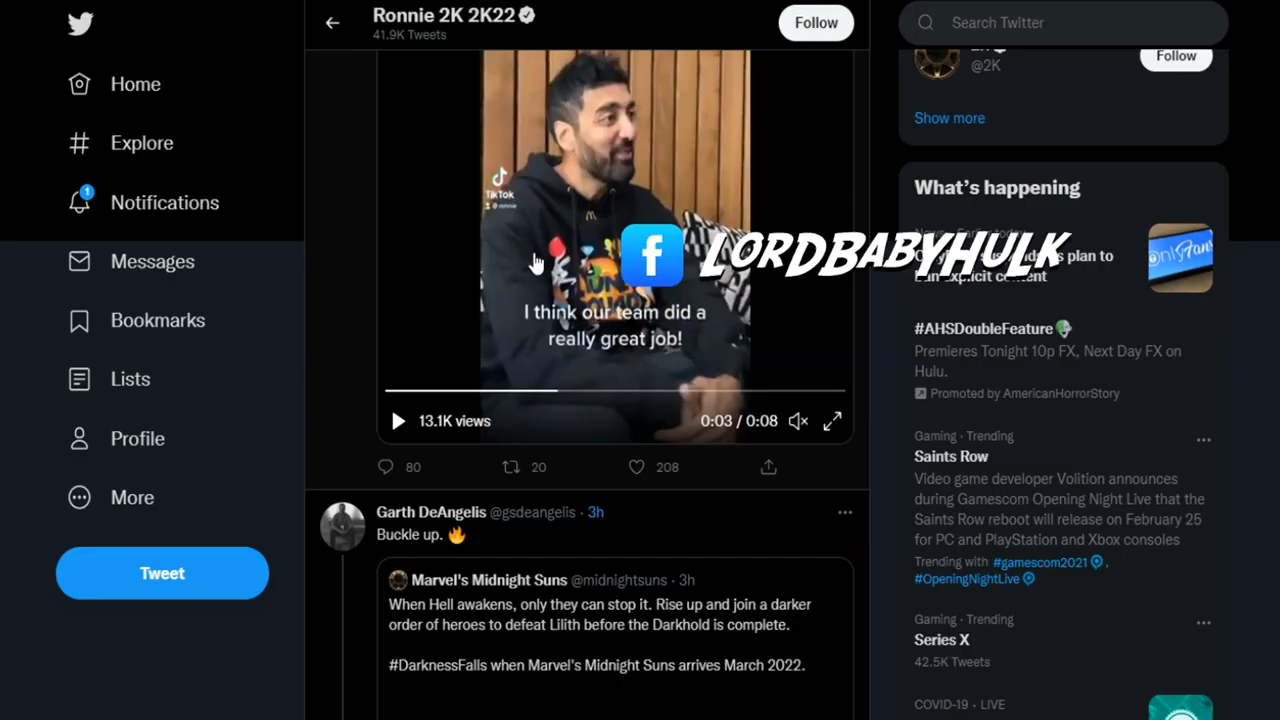 Ronnie 2K 2K22
41.9K Tweets
Follow
Search Twitter
Home
Explore
1
Notifications
Messages
Bookmarks
Lists
Profile
More
Tweet
TikTok
I think our team did a
really great job!
13.1K views
0:03 / 0:08
80
20
208
Garth DeAngelis @gsdeangelis · 3h
Buckle up. 🔥
Marvel's Midnight Suns @midnightsuns · 3h
When Hell awakens, only they can stop it. Rise up and join a darker
order of heroes to defeat Lilith before the Darkhold is complete.
#DarknessFalls when Marvel's Midnight Suns arrives March 2022.
@2K
Follow
Show more
What's happening
LORDBABYHULK
plan to
explicit content
#AHSDoubleFeature
Premieres Tonight 10p FX, Next Day FX on
Hulu.
Promoted by AmericanHorrorStory
Gaming · Trending
Saints Row
Video game developer Volition announces
during Gamescom Opening Night Live that the
Saints Row reboot will release on February 25
for PC and PlayStation and Xbox consoles
Trending with #gamescom2021 ,
#OpeningNightLive
Gaming · Trending
Series X
42.5K Tweets
COVID-19 · LIVE